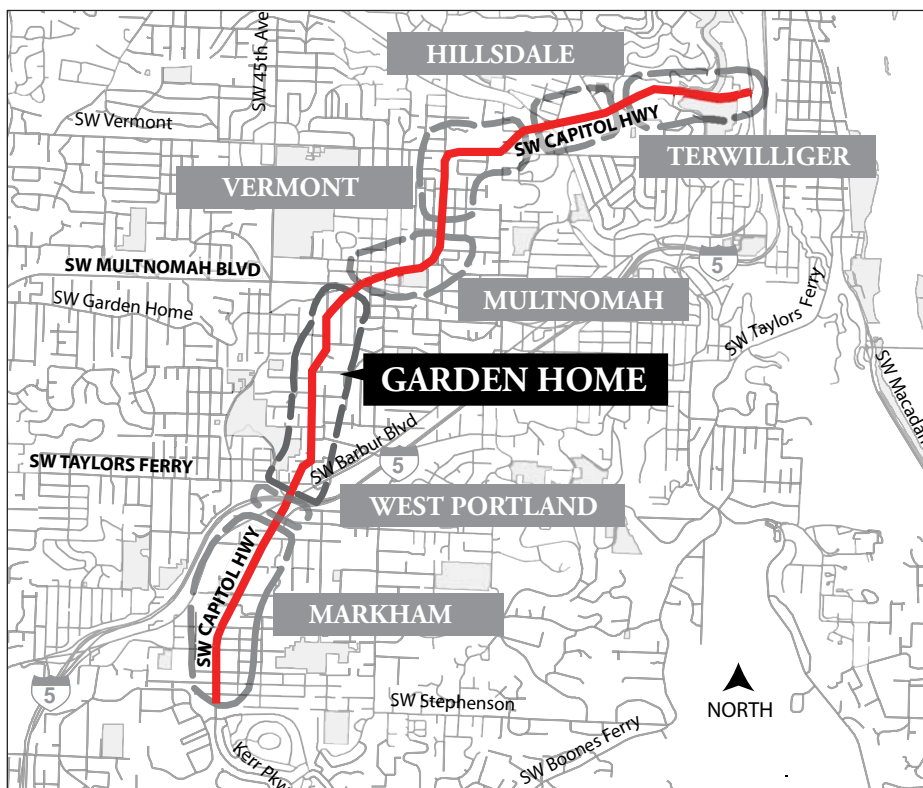 HILLSDALE
SW 45th Ave
SW Vermont
SW CAPITOL HWY
TERWILLIGER
VERMONT
SW MULTNOMAH BLVD
5
SW Garden Home
MULTNOMAH
SW Taylors Ferry
SW Macadam
GARDEN HOME
SW TAYLORS FERRY
SW Barbur Blvd
5
WEST PORTLAND
SW CAPITOL HWY
MARKHAM
5
SW Stephenson
NORTH
Kerr Pkw
SW Boones Ferry